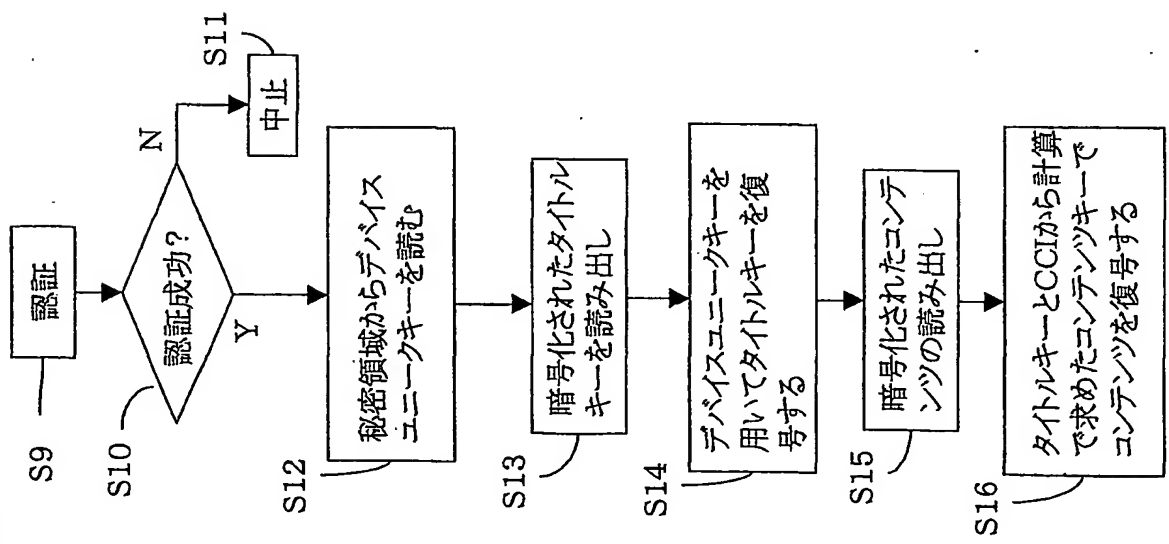 S9
認証
S10
認証成功?
N
S11
中止
Y
S12
秘密領域からデバイス
ユニークキーを読む
S13
暗号化されたタイトル
キーを読み出し
S14
デバイスユニークキーを
用いてタイトルキーを復
号する
S15
暗号化されたコンテ
ンツの読み出し
S16
タイトルキーとCCIから計算
で求めたコンテンツキーで
コンテンツを復号する